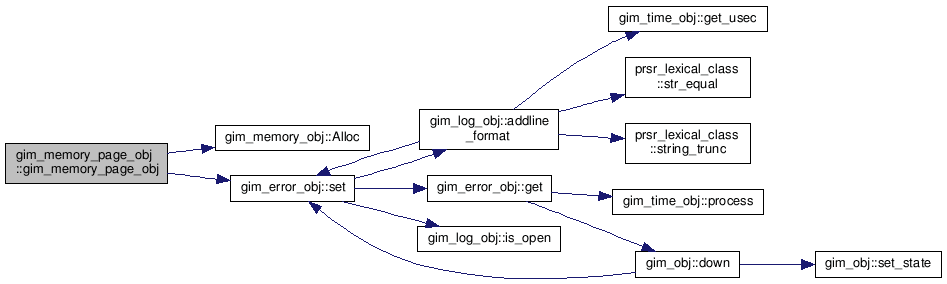 gim_memory_page_obj
::gim_memory_page_obj
gim_memory_obj::Alloc
gim_error_obj::set
gim_log_obj::addline
_format
gim_error_obj::get
gim_log_obj::is_open
gim_time_obj::get_usec
prsr_lexical_class
::str_equal
prsr_lexical_class
::string_trunc
gim_time_obj::process
gim_obj::down
gim_obj::set_state